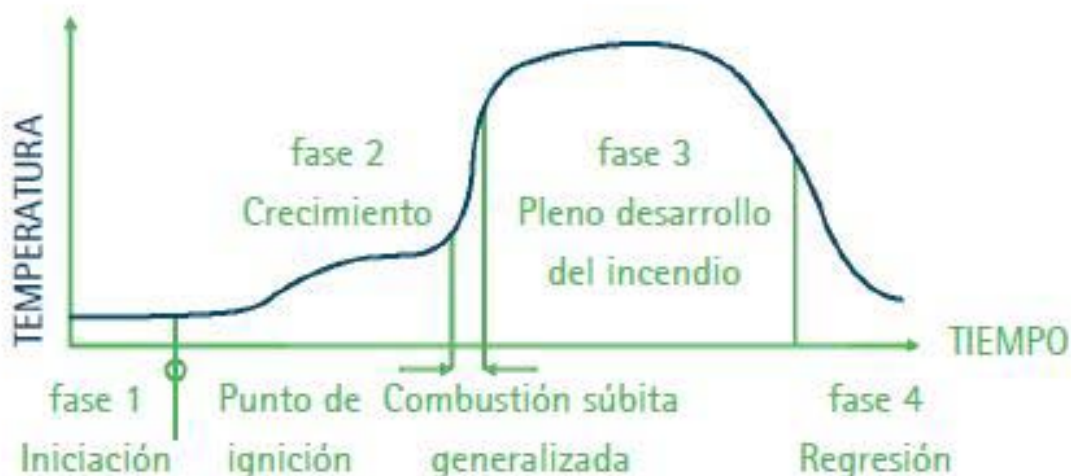 TEMPERATURA
fase 2
Crecimiento
fase 3
Pleno desarrollo
del incendio
TIEMPO
fase 1
Iniciación
Punto de
ignición
Combustión súbita
generalizada
fase 4
Regresión